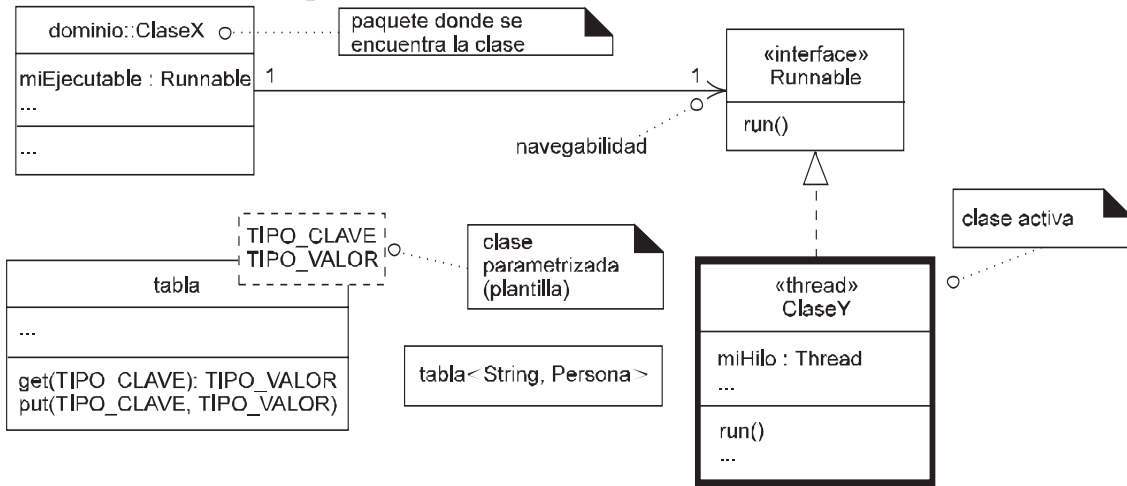 dominio::ClaseX
miEjecutable : Runnable
...
...
paquete donde se
encuentra la clase
1
1
navegabilidad
«interface»
Runnable
run()
TIPO_CLAVE
TIPO_VALOR
tabla
...
get(TIPO_CLAVE): TIPO_VALOR
put(TIPO_CLAVE, TIPO_VALOR)
clase
parametrizada
(plantilla)
tabla<String, Persona>
clase activa
«thread»
ClaseY
miHilo : Thread
...
run()
...